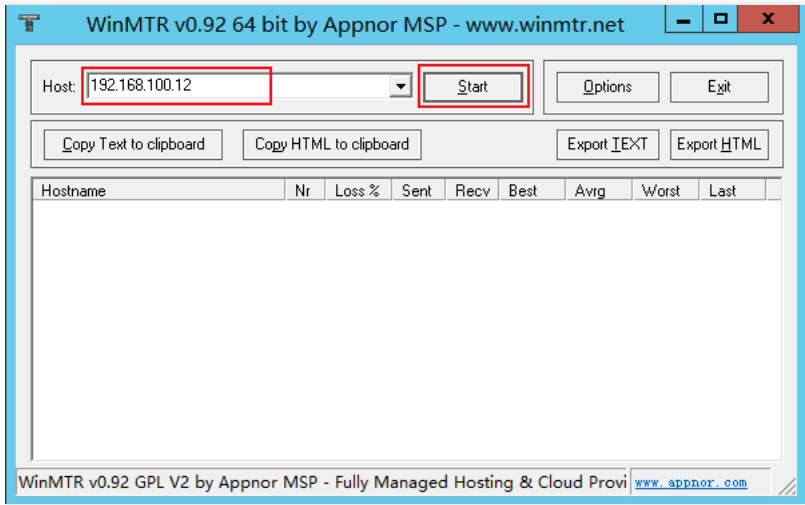 WinMTR v0.92 64 bit by Appnor MSP - www.winmtr.net
Host: 192.168.100.12 Start Options Exit
Copy Text to clipboard Copy HTML to clipboard Export TEXT Export HTML
Hostname Nr Loss % Sent Recv Best Avrg Worst Last
WinMTR v0.92 GPL V2 by Appnor MSP - Fully Managed Hosting & Cloud Provi www.appnor.com